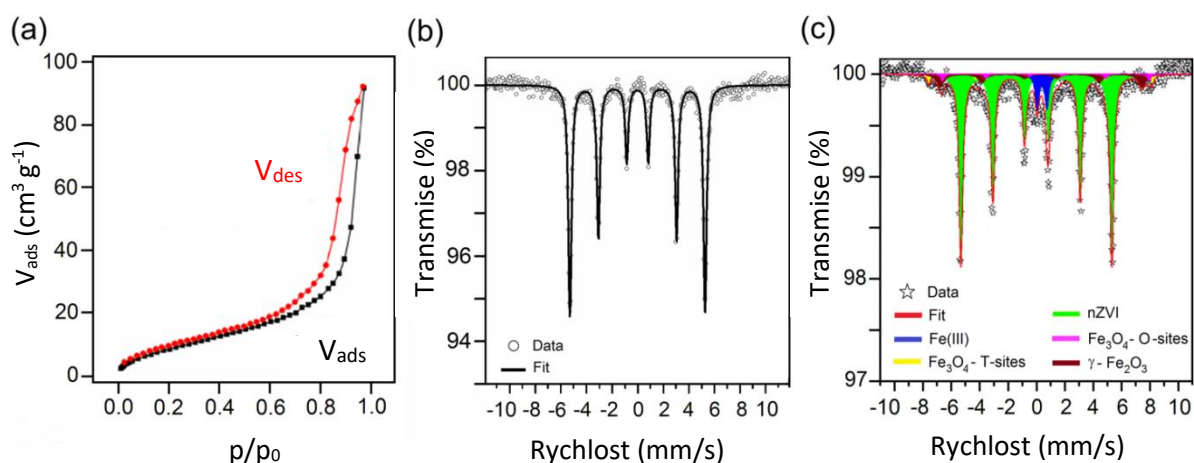 (a)
100
80
60
40
20
0
V_ads (cm³ g⁻¹)
V_des
V_ads
0.0 0.2 0.4 0.6 0.8 1.0
p/p₀
(b)
100
98
96
94
Transmise (%)
Data
Fit
-10 -8 -6 -4 -2 0 2 4 6 8 10
Rychlost (mm/s)
(c)
100
99
98
97
Transmise (%)
Data
Fit
Fe(III)
Fe₃O₄- T-sites
nZVI
Fe₃O₄- O-sites
γ- Fe₂O₃
-10 -8 -6 -4 -2 0 2 4 6 8 10
Rychlost (mm/s)